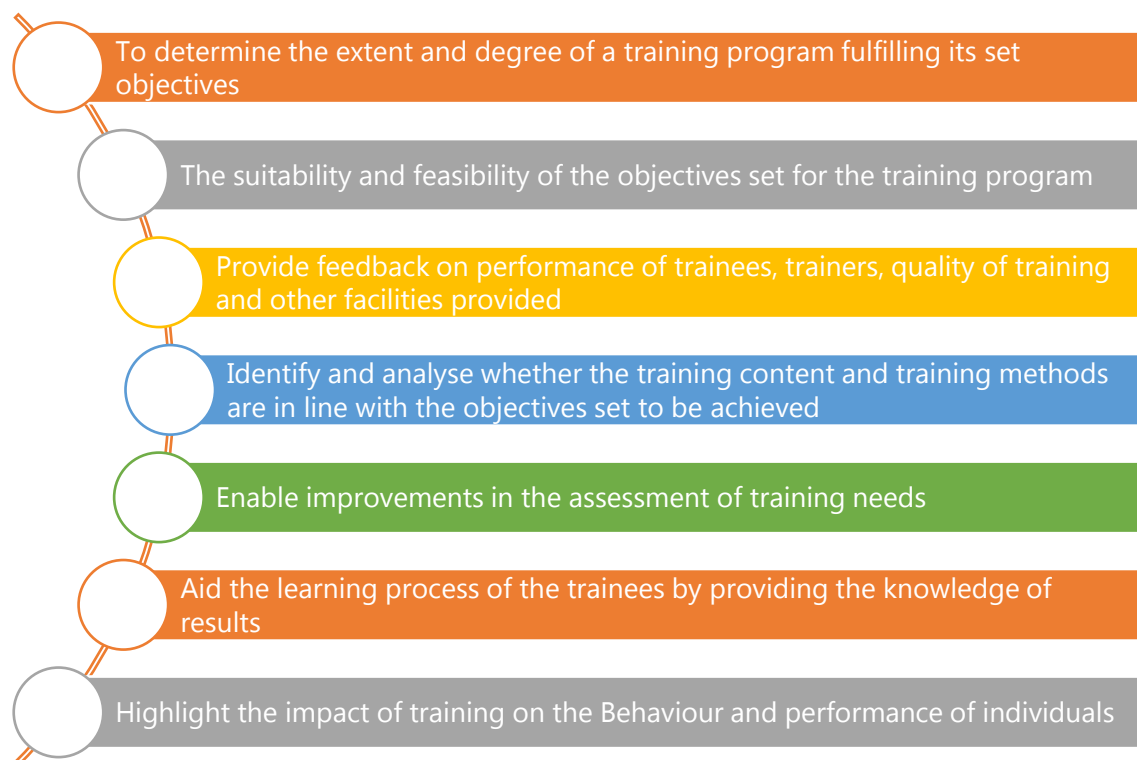 To determine the extent and degree of a training program fulfilling its set
objectives
The suitability and feasibility of the objectives set for the training program
Provide feedback on performance of trainees, trainers, quality of training
and other facilities provided
Identify and analyse whether the training content and training methods
are in line with the objectives set to be achieved
Enable improvements in the assessment of training needs
Aid the learning process of the trainees by providing the knowledge of
results
Highlight the impact of training on the Behaviour and performance of individuals